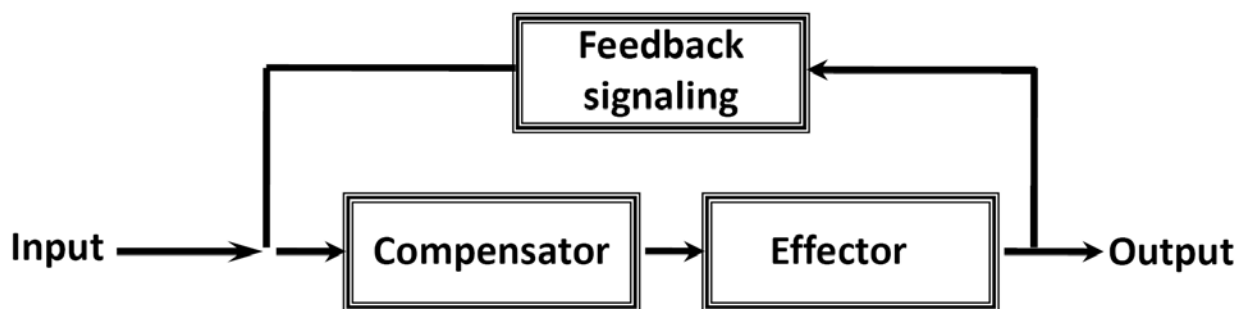 Feedback
signaling
Input
Compensator
Effector
Output